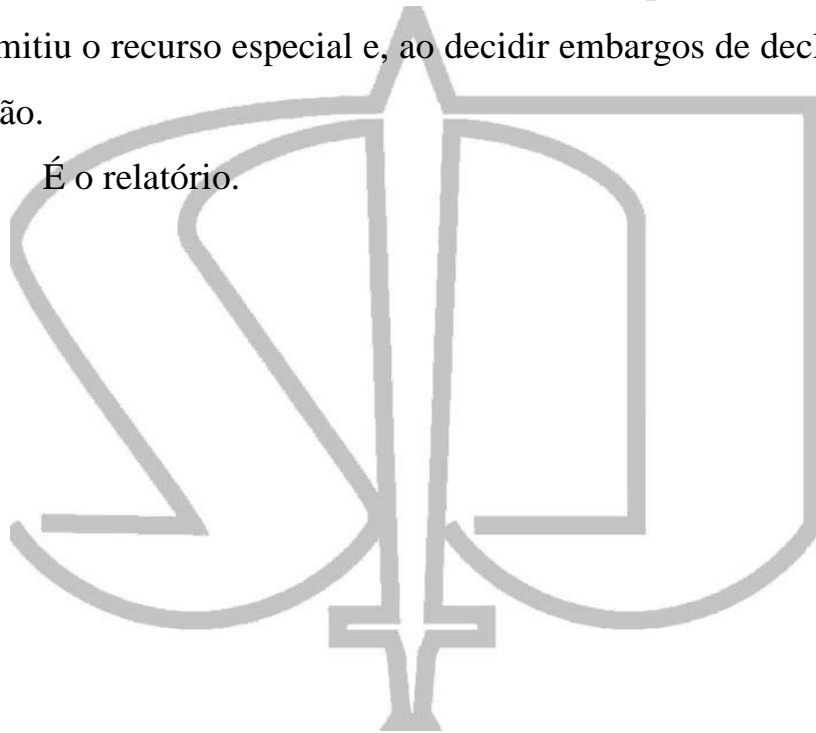 mitiu o recurso especial e, ao decidir embargos de decl
ão.
É o relatório.